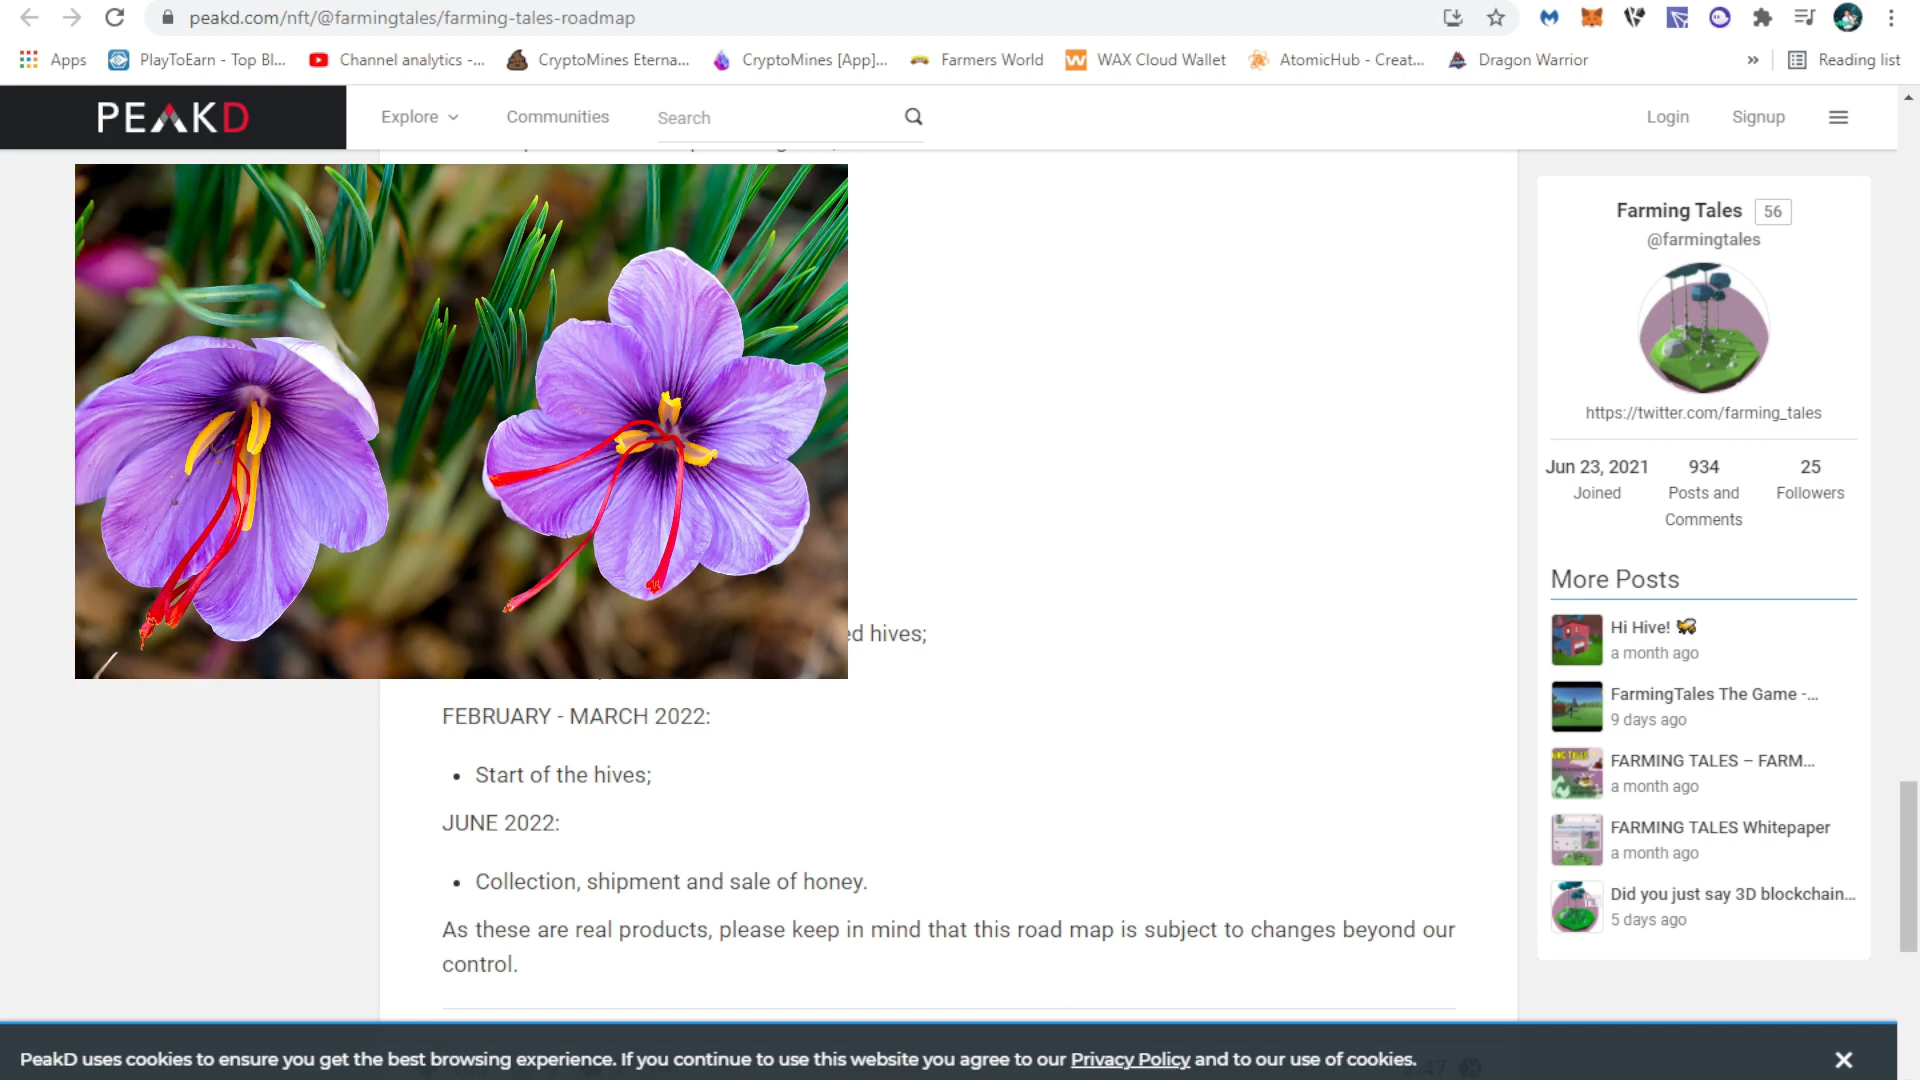 peakd.com/nft/@farmingtales/farming-tales-roadmap
Apps
PlayToEarn - Top Bl...
Channel analytics -...
CryptoMines Eterna...
CryptoMines [App]...
Farmers World
WAX Cloud Wallet
AtomicHub - Creat...
Dragon Warrior
»
Reading list
PEAKD
Explore
Communities
Search
Login
Signup
ed hives;
FEBRUARY - MARCH 2022:
• Start of the hives;
JUNE 2022:
• Collection, shipment and sale of honey.
As these are real products, please keep in mind that this road map is subject to changes beyond our
control.
Farming Tales 56
@farmingtales
https://twitter.com/farming_tales
Jun 23, 2021 934 25
Joined Posts and Followers
Comments
More Posts
Hi Hive! 🐝
a month ago
FarmingTales The Game -...
9 days ago
FARMING TALES – FARM...
a month ago
FARMING TALES Whitepaper
a month ago
Did you just say 3D blockchain...
5 days ago
PeakD uses cookies to ensure you get the best browsing experience. If you continue to use this website you agree to our Privacy Policy and to our use of cookies.
47